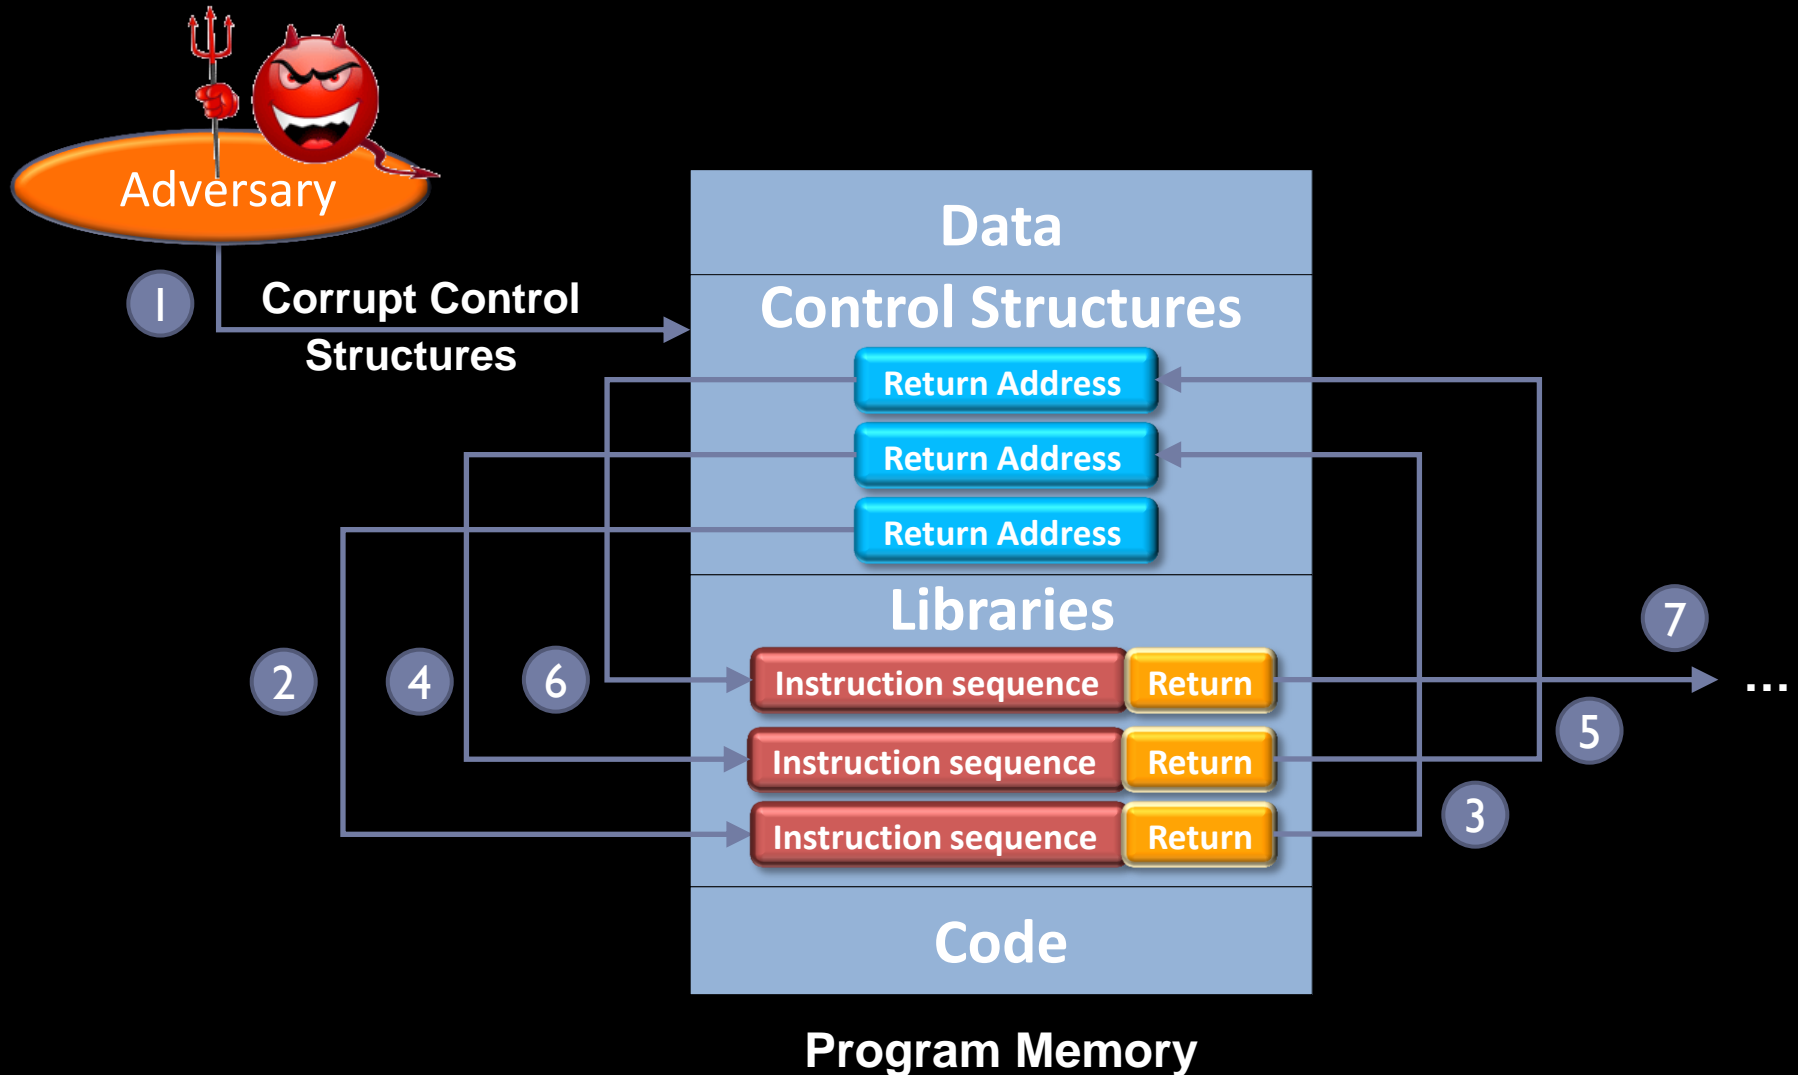 Adversary
1
Corrupt Control
Structures
Data
Control Structures
Return Address
Return Address
Return Address
Libraries
2
4
6
7
Instruction sequence Return
...
5
Instruction sequence Return
3
Instruction sequence Return
Code
Program Memory